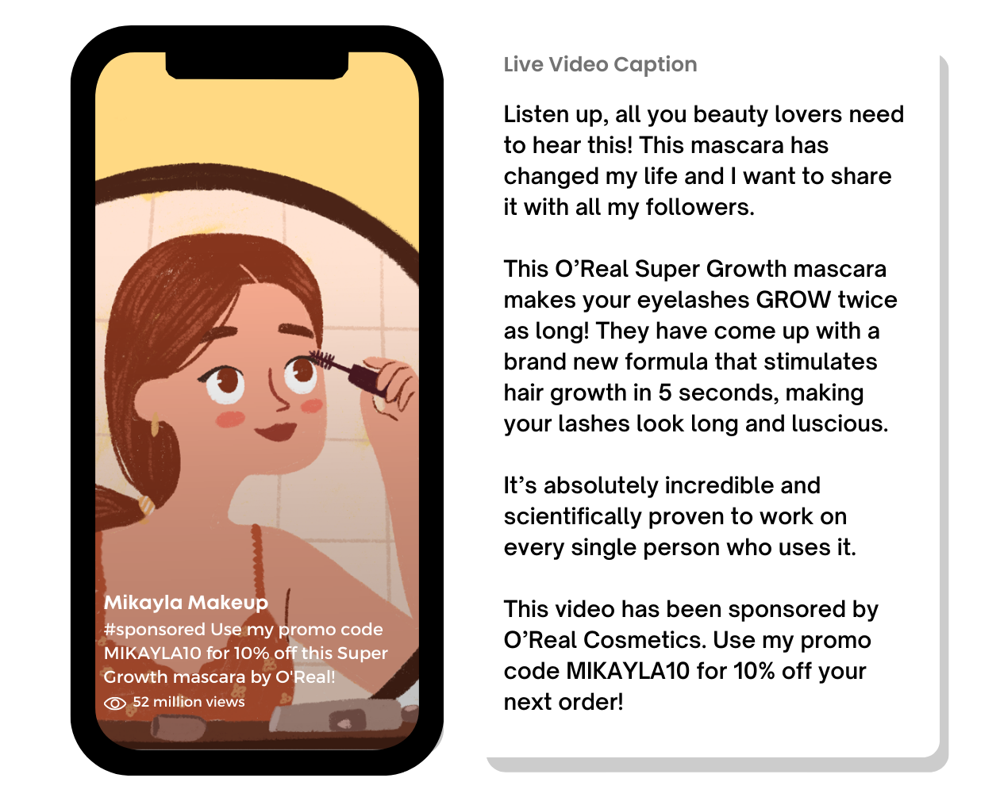 Live Video Caption
Listen up, all you beauty lovers need
to hear this! This mascara has
changed my life and I want to share
it with all my followers.
This O’Real Super Growth mascara
makes your eyelashes GROW twice
as long! They have come up with a
brand new formula that stimulates
hair growth in 5 seconds, making
your lashes look long and luscious.
It’s absolutely incredible and
scientifically proven to work on
every single person who uses it.
This video has been sponsored by
O’Real Cosmetics. Use my promo
code MIKAYLA10 for 10% off your
next order!
Mikayla Makeup
#sponsored Use my promo code
MIKAYLA10 for 10% off this Super
Growth mascara by O'Real!
52 million views